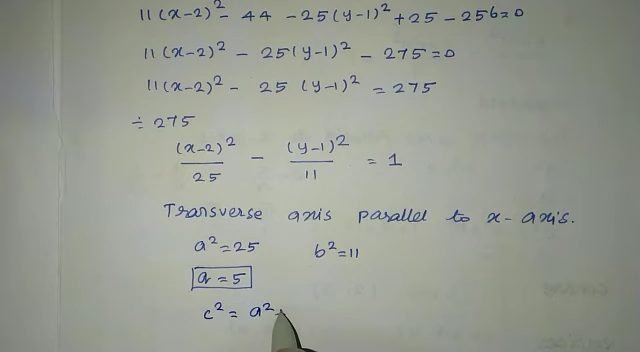 11(x-2)² - 44 - 25(y-1)² + 25 - 256 = 0
11(x-2)² - 25(y-1)² - 275 = 0
11(x-2)² - 25 (y-1)² = 275
÷ 275
(x-2)²/25 - (y-1)²/11 = 1
Transverse axis parallel to x-axis.
a² = 25 b² = 11
a = 5
c² = a²